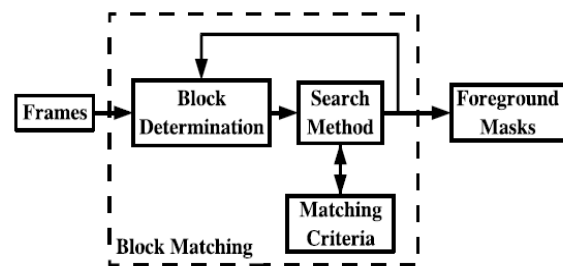 Frames
Block
Determination
Search
Method
Foreground
Masks
Matching
Criteria
Block Matching